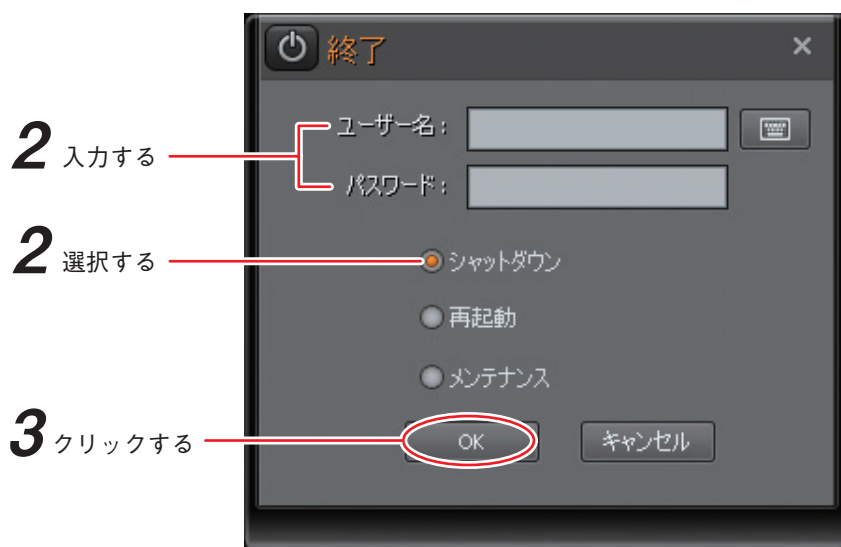 終了
×
ユーザー名：
2 入力する
パスワード：
2 選択する
シャットダウン
再起動
メンテナンス
3 クリックする
OK
キャンセル